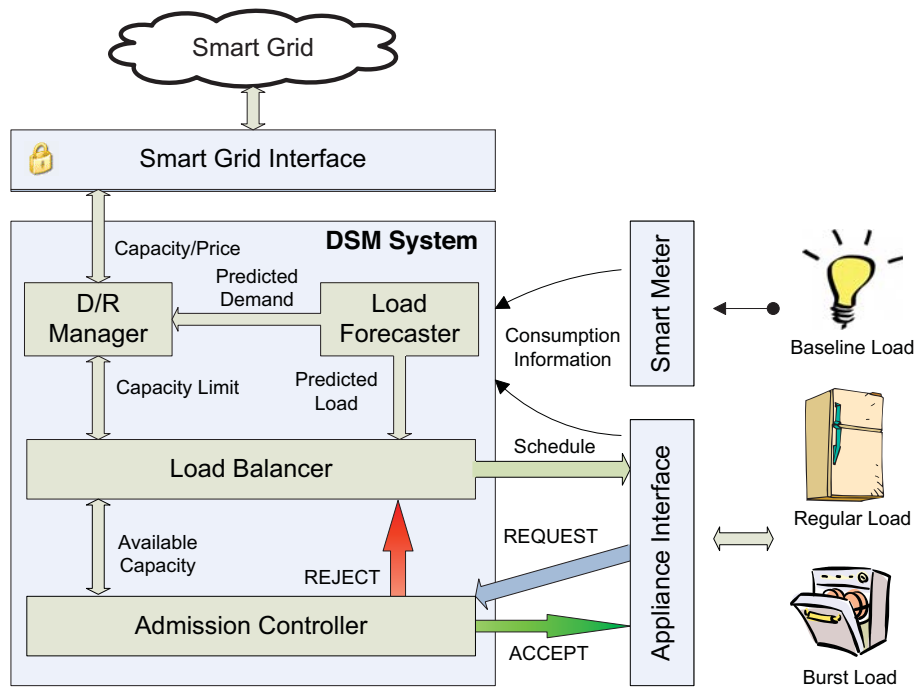 Smart Grid
Smart Grid Interface
DSM System
Capacity/Price
Predicted
Demand
D/R
Manager
Load
Forecaster
Consumption
Information
Smart Meter
Baseline Load
Capacity Limit
Predicted
Load
Load Balancer
Schedule
Appliance Interface
Regular Load
Available
Capacity
REJECT
REQUEST
Admission Controller
ACCEPT
Burst Load